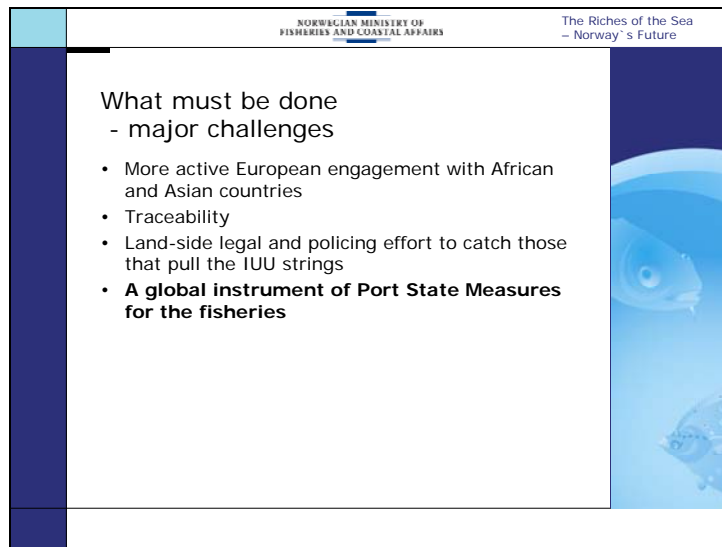 NORWEGIAN MINISTRY OF
FISHERIES AND COASTAL AFFAIRS
The Riches of the Sea
– Norway`s Future
What must be done
- major challenges
• More active European engagement with African
and Asian countries
• Traceability
• Land-side legal and policing effort to catch those
that pull the IUU strings
• A global instrument of Port State Measures
for the fisheries